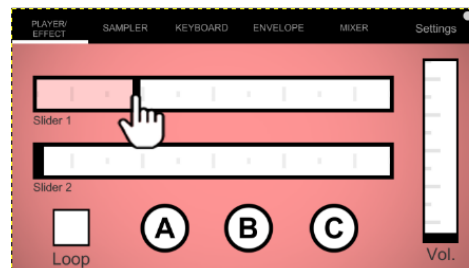 PLAYER/
EFFECT
SAMPLER
KEYBOARD
ENVELOPE
MIXER
Settings
Slider 1
Slider 2
A
B
C
Loop
Vol.